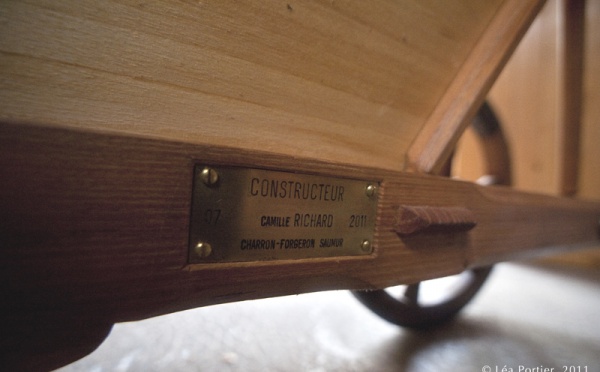 CONSTRUCTEUR
07 CAMILLE RICHARD 2011
CHARRON-FORGERON SAUMUR
© Léa Portier, 2011